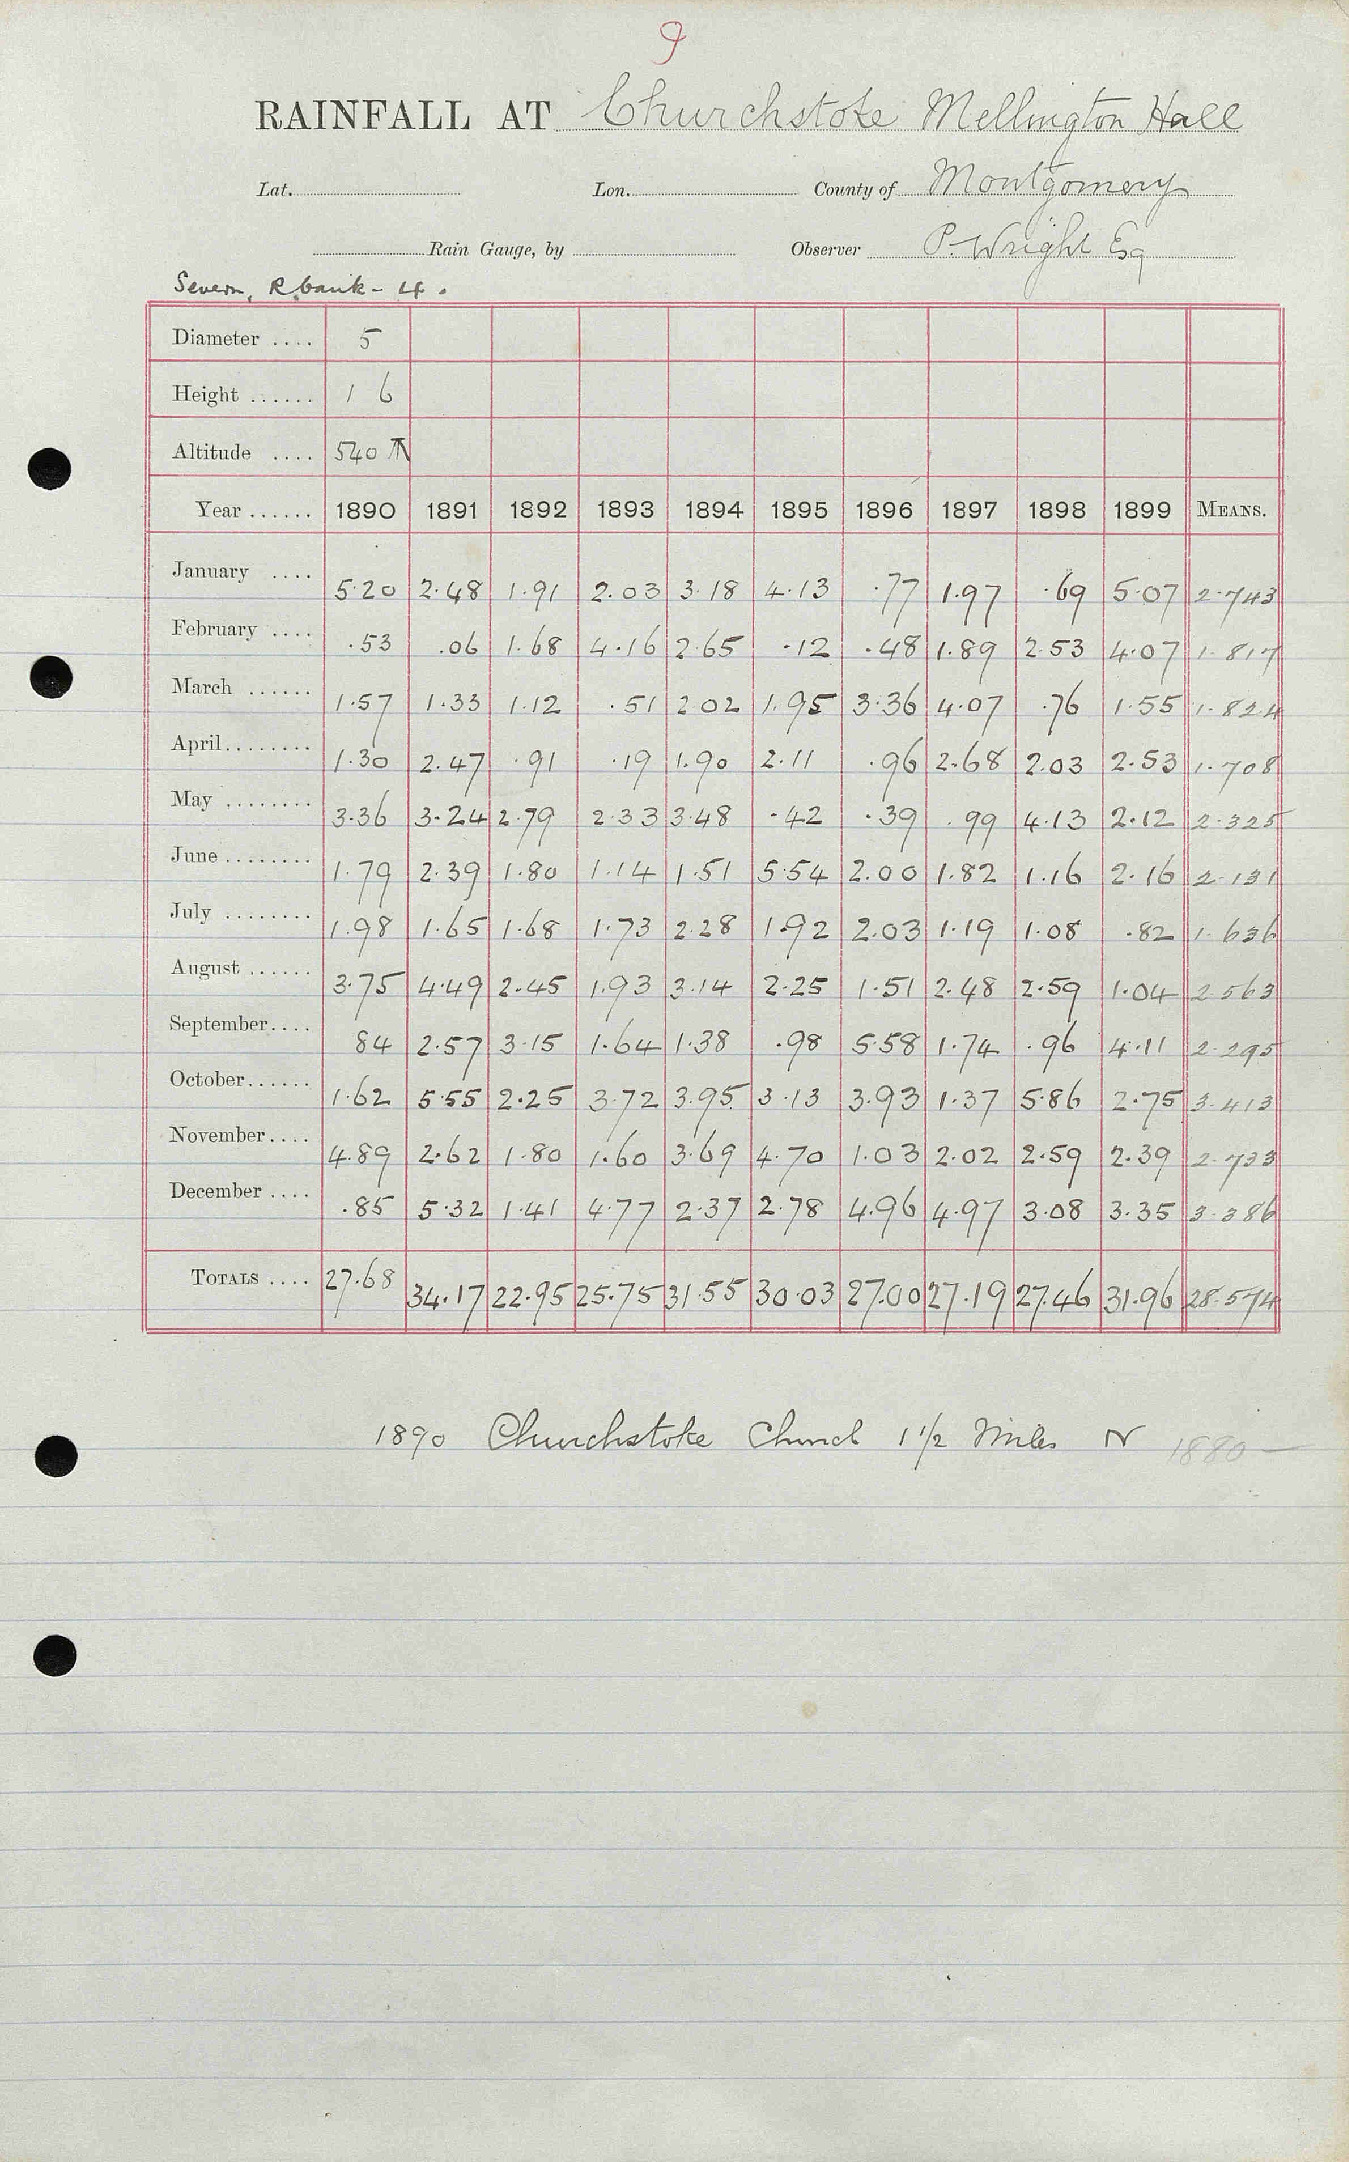 9
RAINFALL AT Churchstoke Mellington Hall
Lat. Lon. County of Montgomery
Rain Gauge, by Observer P. Wright Esq
Severn, R. bank - 4.
Diameter .... 5
Height ...... 1 6
Altitude .... 540
Year ...... 1890 1891 1892 1893 1894 1895 1896 1897 1898 1899 MEANS.
January .... 5.20 2.48 1.91 2.03 3.18 4.13 .77 1.97 .69 5.07 2.743
February .... .53 .06 1.68 4.16 2.65 .12 .48 1.89 2.53 4.07 1.817
March ...... 1.57 1.33 1.12 .51 2 02 1.95 3.36 4.07 .76 1.55 1.824
April........ 1.30 2.47 .91 .19 1.90 2.11 .96 2.68 2.03 2.53 1.708
May ........ 3.36 3.24 2.79 2.33 3.48 .42 .39 .99 4.13 2.12 2.325
June ........ 1.79 2.39 1.80 1.14 1.51 5.54 2.00 1.82 1.16 2.16 2.131
July ........ 1.98 1.65 1.68 1.73 2.28 1.92 2.03 1.19 1.08 .82 1.636
August ...... 3.75 4.49 2.45 1.93 3.14 2.25 1.51 2.48 2.59 1.04 2.563
September.... 84 2.57 3.15 1.64 1.38 .98 5.58 1.74 .96 4.11 2.295
October...... 1.62 5.55 2.25 3.72 3.95 3.13 3.93 1.37 5.86 2.75 3.413
November.... 4.89 2.62 1.80 1.60 3.69 4.70 1.03 2.02 2.59 2.39 2.733
December .... .85 5.32 1.41 4.77 2.37 2.78 4.96 4.97 3.08 3.35 3.386
TOTALS .... 27.68 34.17 22.95 25.75 31.55 30.03 27.00 27.19 27.46 31.96 28.574
1890 Churchstoke Church 1 1/2 Miles N 1880 —